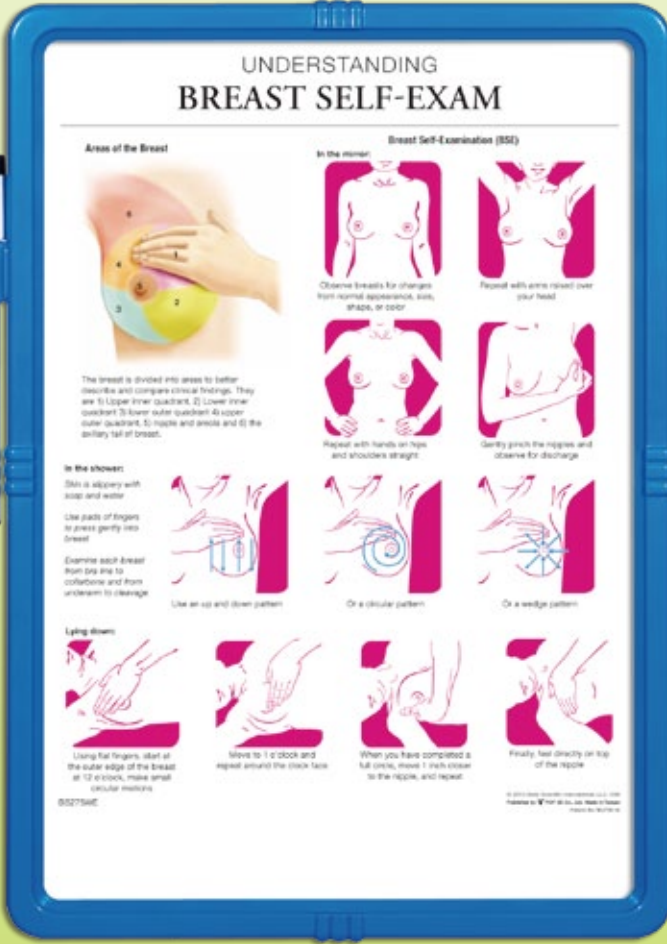 UNDERSTANDING
BREAST SELF-EXAM
Areas of the Breast
6
1
4
5
3
2
The breast is divided into areas to better
describe and compare clinical findings. They
are 1) Upper inner quadrant, 2) Lower inner
quadrant 3) lower outer quadrant 4) upper
outer quadrant, 5) nipple and areola and 6) the
axillary tail of breast.
Breast Self-Examination (BSE)
In the mirror:
Observe breasts for changes
from normal appearance, size,
shape, or color
Repeat with arms raised over
your head
Repeat with hands on hips
and shoulders straight
Gently pinch the nipples and
observe for discharge
In the shower:
Skin is slippery with
soap and water
Use pads of fingers
to press gently into
breast
Examine each breast
from bra line to
collarbone and from
underarm to cleavage
Use an up and down pattern
Or a circular pattern
Or a wedge pattern
Lying down:
Using flat fingers, start at
the outer edge of the breast
at 12 o'clock, make small
circular motions
Move to 1 o'clock and
repeat around the clock face
When you have completed a
full circle, move 1 inch closer
to the nipple, and repeat
Finally, feel directly on top
of the nipple